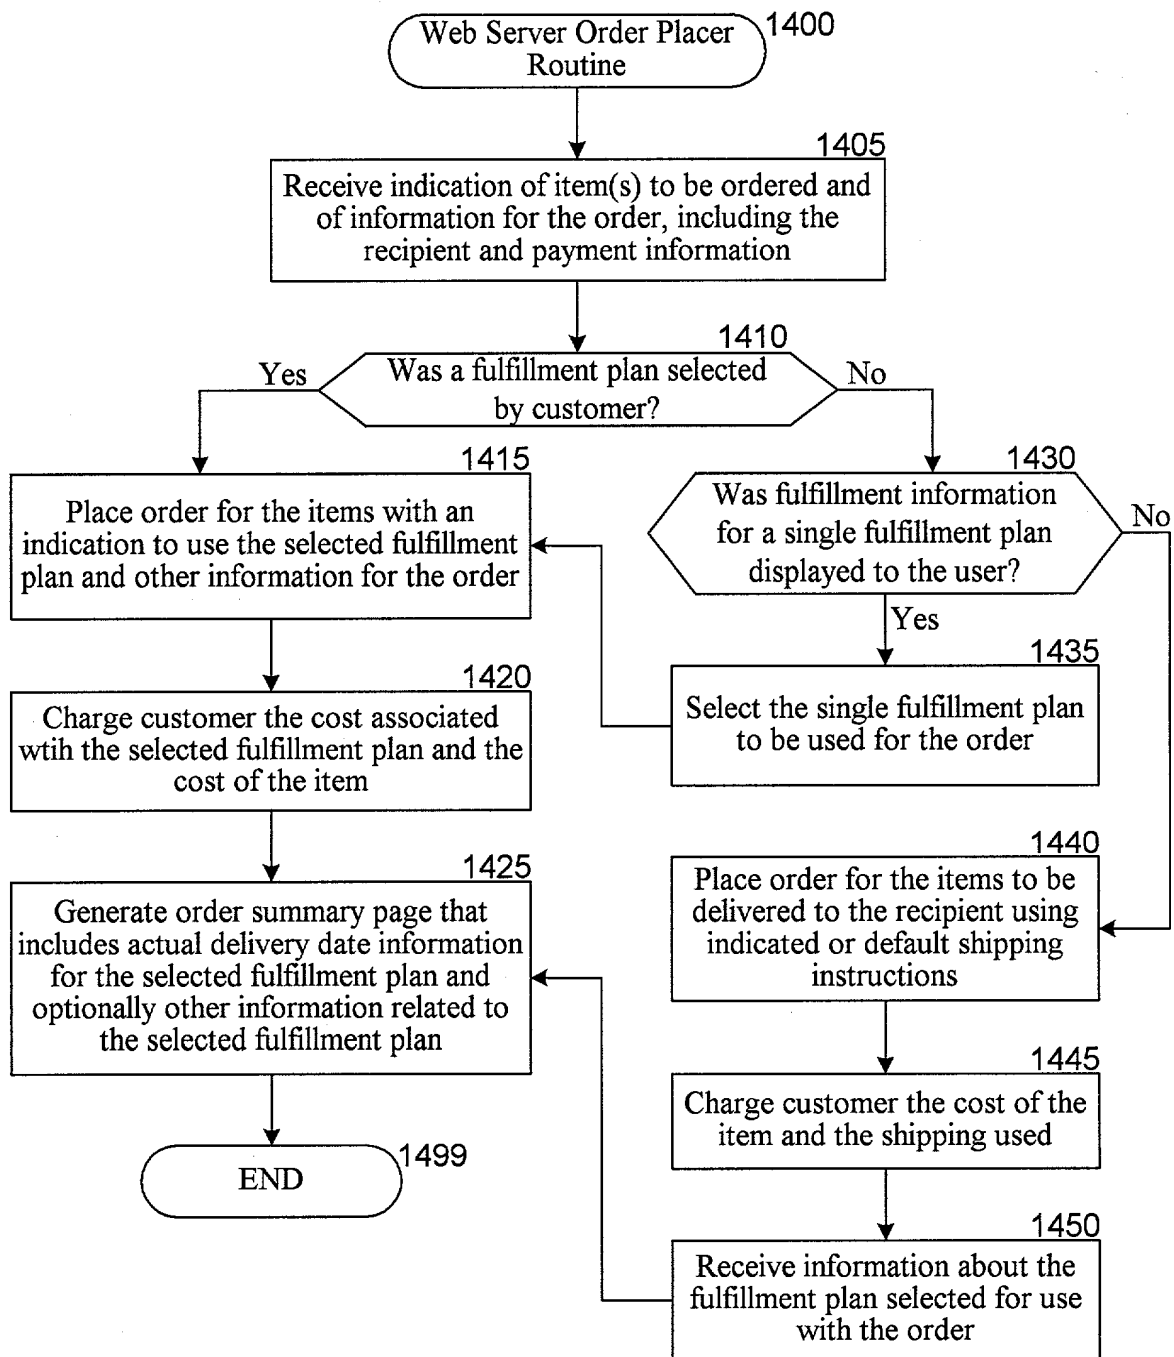 1400
Web Server Order Placer
Routine
1405
Receive indication of item(s) to be ordered and
of information for the order, including the
recipient and payment information
1410
Was a fulfillment plan selected
by customer?
Yes
No
1415
Place order for the items with an
indication to use the selected fulfillment
plan and other information for the order
1420
Charge customer the cost associated
wtih the selected fulfillment plan and the
cost of the item
1425
Generate order summary page that
includes actual delivery date information
for the selected fulfillment plan and
optionally other information related to
the selected fulfillment plan
1499
END
1430
Was fulfillment information
for a single fulfillment plan
displayed to the user?
No
Yes
1435
Select the single fulfillment plan
to be used for the order
1440
Place order for the items to be
delivered to the recipient using
indicated or default shipping
instructions
1445
Charge customer the cost of the
item and the shipping used
1450
Receive information about the
fulfillment plan selected for use
with the order